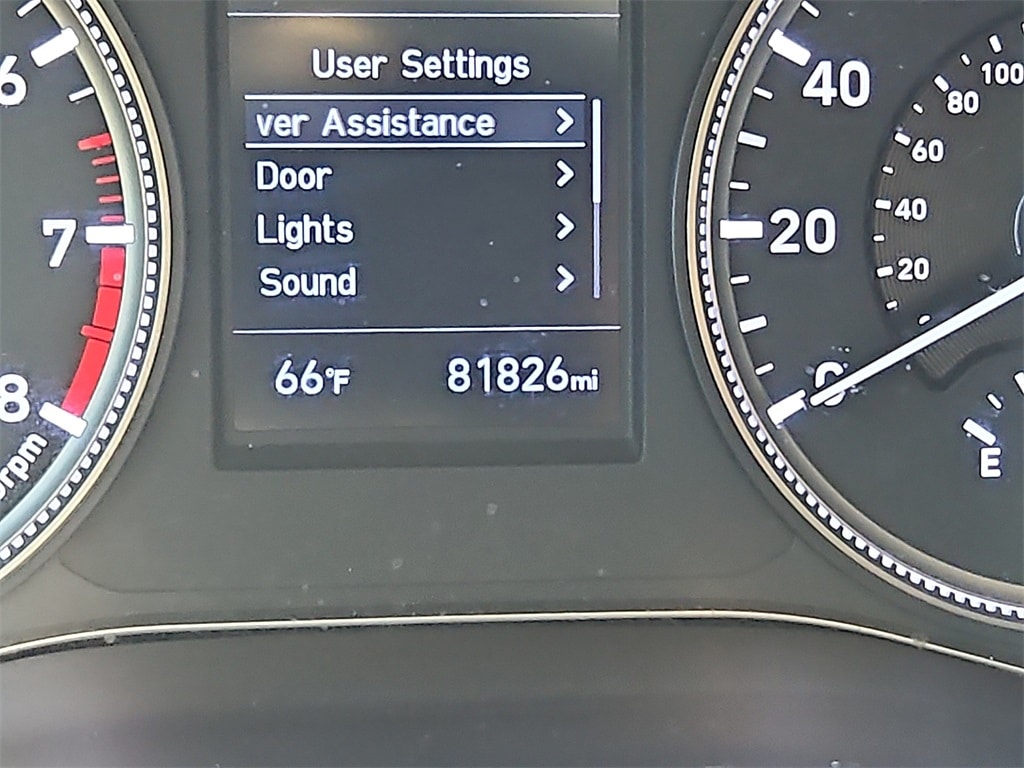 User Settings
ver Assistance
Door
Lights
Sound
66°F 81826mi
6
7
8
rpm
40
20
0
100
80
60
40
20
E